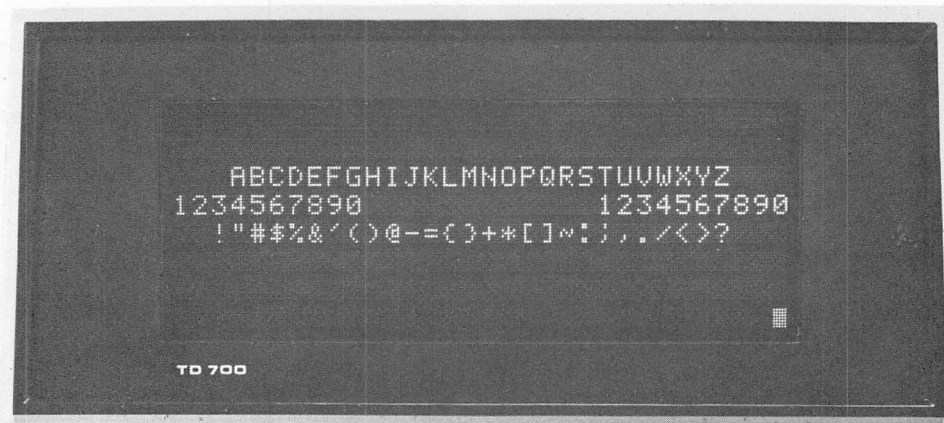 ABCDEFGHIJKLMNOPQRSTUVWXYZ
1234567890 1234567890
!"#$%&'()@-={}+*[]~:;,./<>?
TD 700